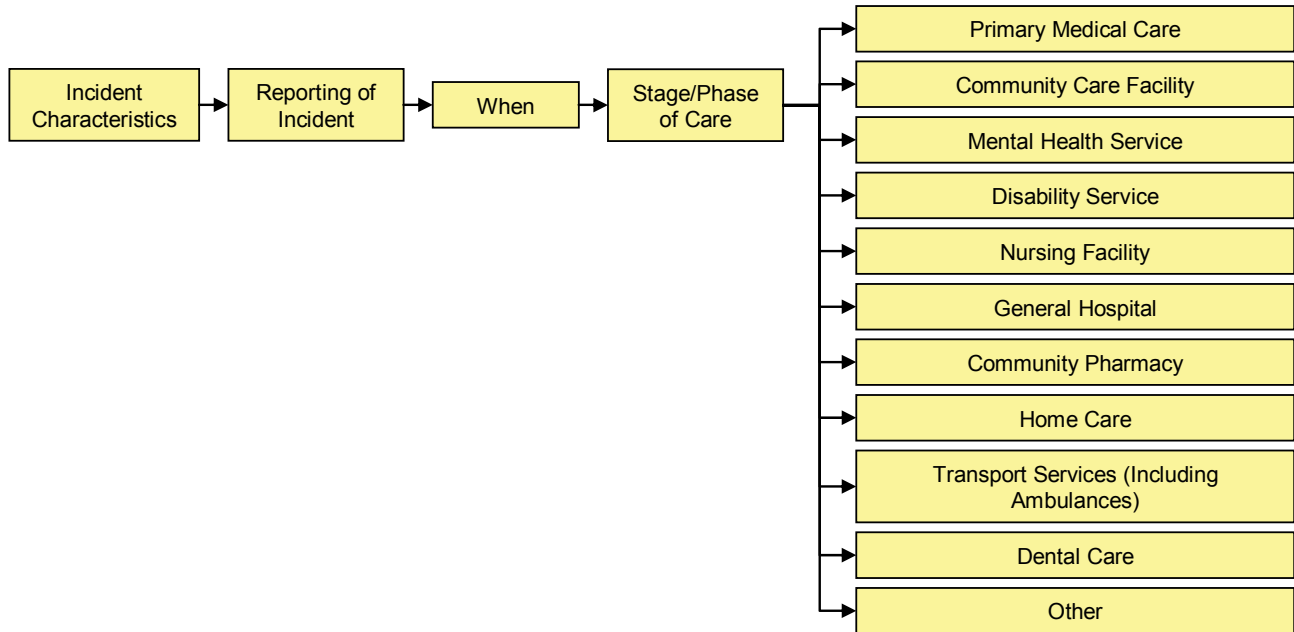 Incident
Characteristics
Reporting of
Incident
When
Stage/Phase
of Care
Primary Medical Care
Community Care Facility
Mental Health Service
Disability Service
Nursing Facility
General Hospital
Community Pharmacy
Home Care
Transport Services (Including
Ambulances)
Dental Care
Other